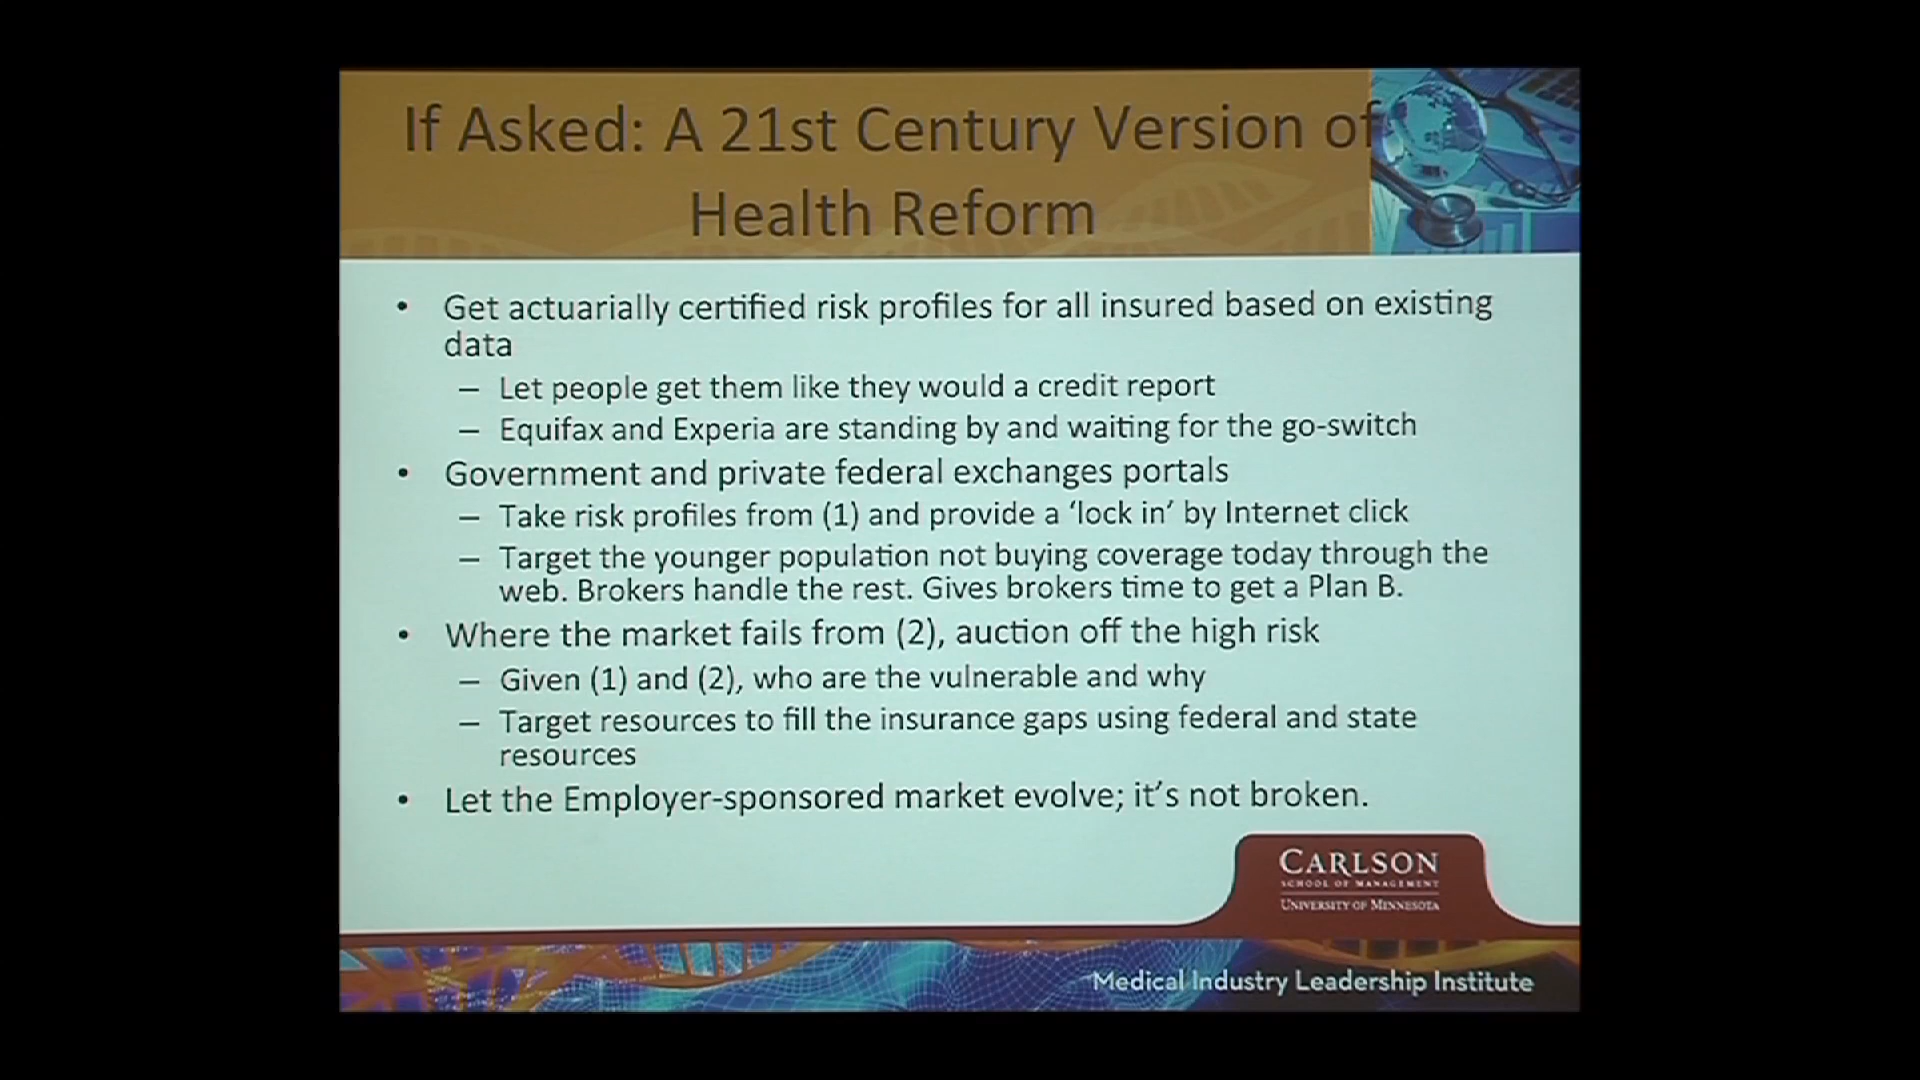 If Asked: A 21st Century Version of
Health Reform
• Get actuarially certified risk profiles for all insured based on existing
data
– Let people get them like they would a credit report
– Equifax and Experia are standing by and waiting for the go-switch
• Government and private federal exchanges portals
– Take risk profiles from (1) and provide a ‘lock in’ by Internet click
– Target the younger population not buying coverage today through the
web. Brokers handle the rest. Gives brokers time to get a Plan B.
• Where the market fails from (2), auction off the high risk
– Given (1) and (2), who are the vulnerable and why
– Target resources to fill the insurance gaps using federal and state
resources
• Let the Employer-sponsored market evolve; it’s not broken.
CARLSON
SCHOOL OF MANAGEMENT
UNIVERSITY OF MINNESOTA
Medical Industry Leadership Institute